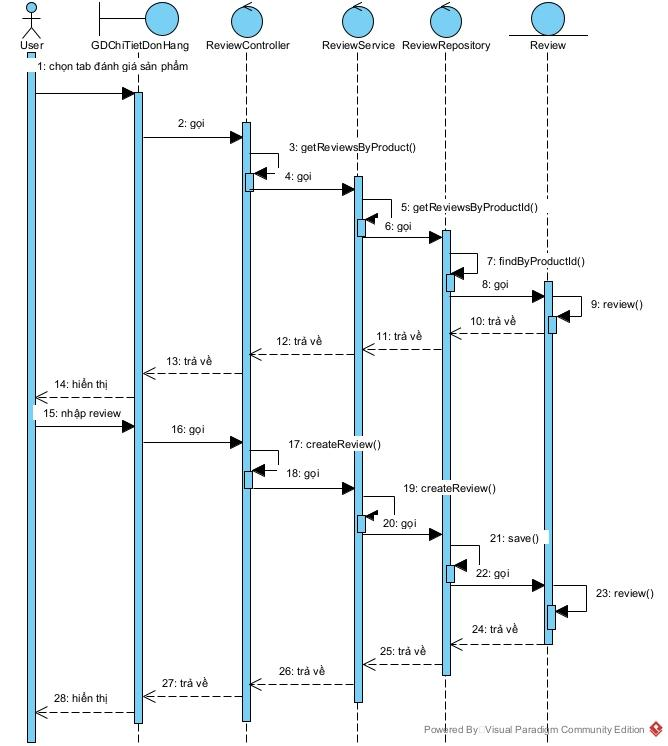 User
GDChiTietDonHang
ReviewController
ReviewService
ReviewRepository
Review
1: chọn tab đánh giá sản phẩm
2: gọi
3: getReviewsByProduct()
4: gọi
5: getReviewsByProductId()
6: gọi
7: findByProductId()
8: gọi
9: review()
10: trả về
11: trả về
12: trả về
13: trả về
14: hiển thị
15: nhập review
16: gọi
17: createReview()
18: gọi
19: createReview()
20: gọi
21: save()
22: gọi
23: review()
24: trả về
25: trả về
26: trả về
27: trả về
28: hiển thị
Powered By Visual Paradigm Community Edition